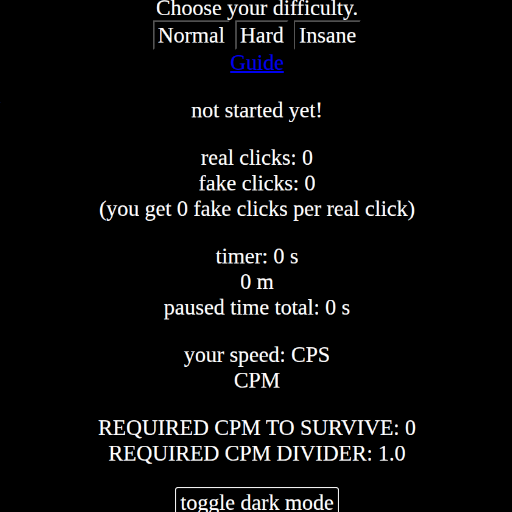 Choose your difficulty.
Normal Hard Insane
Guide
not started yet!
real clicks: 0
fake clicks: 0
(you get 0 fake clicks per real click)
timer: 0 s
0 m
paused time total: 0 s
your speed: CPS
CPM
REQUIRED CPM TO SURVIVE: 0
REQUIRED CPM DIVIDER: 1.0
toggle dark mode